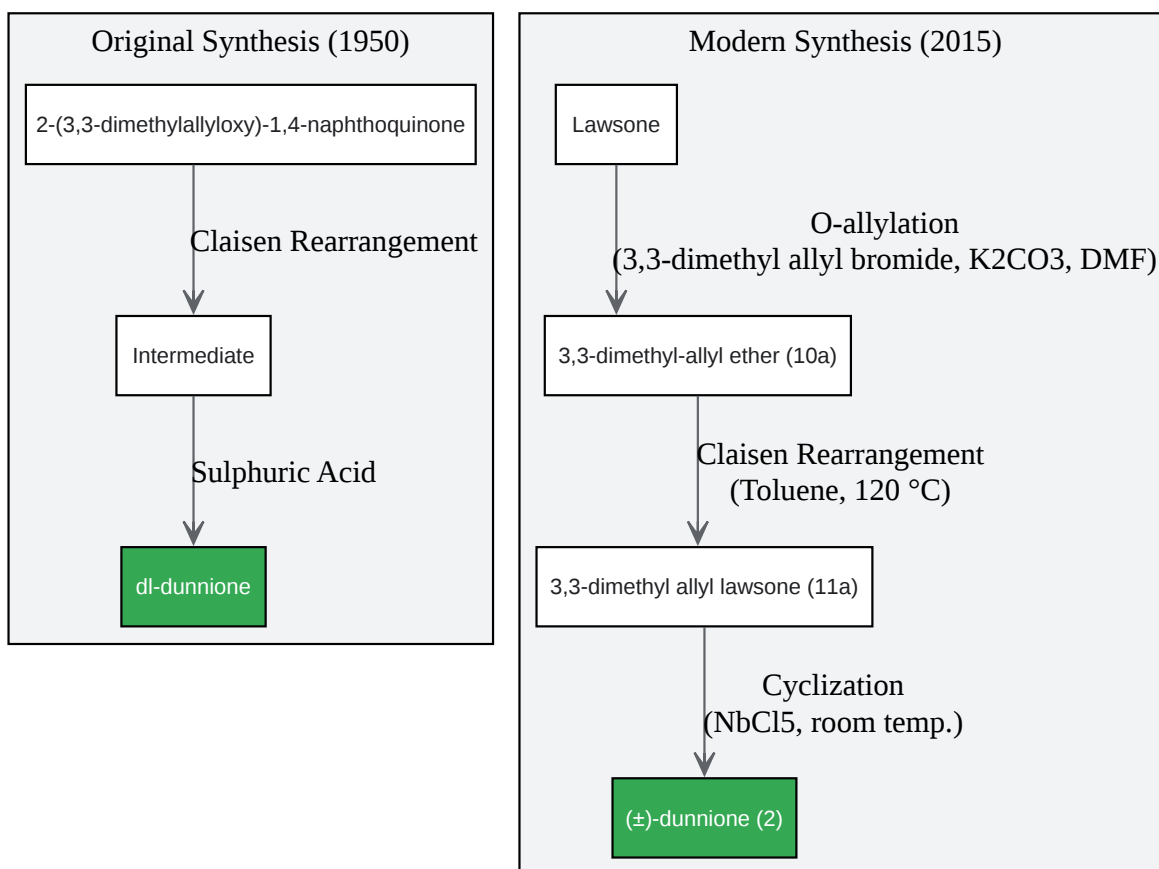 Original Synthesis (1950)
2-(3,3-dimethylallyloxy)-1,4-naphthoquinone
Claisen Rearrangement
Intermediate
Sulphuric Acid
dl-dunnione
Modern Synthesis (2015)
Lawsone
O-allylation
(3,3-dimethyl allyl bromide, K2CO3, DMF)
3,3-dimethyl-allyl ether (10a)
Claisen Rearrangement
(Toluene, 120 °C)
3,3-dimethyl allyl lawsone (11a)
Cyclization
(NbCl5, room temp.)
(±)-dunnione (2)